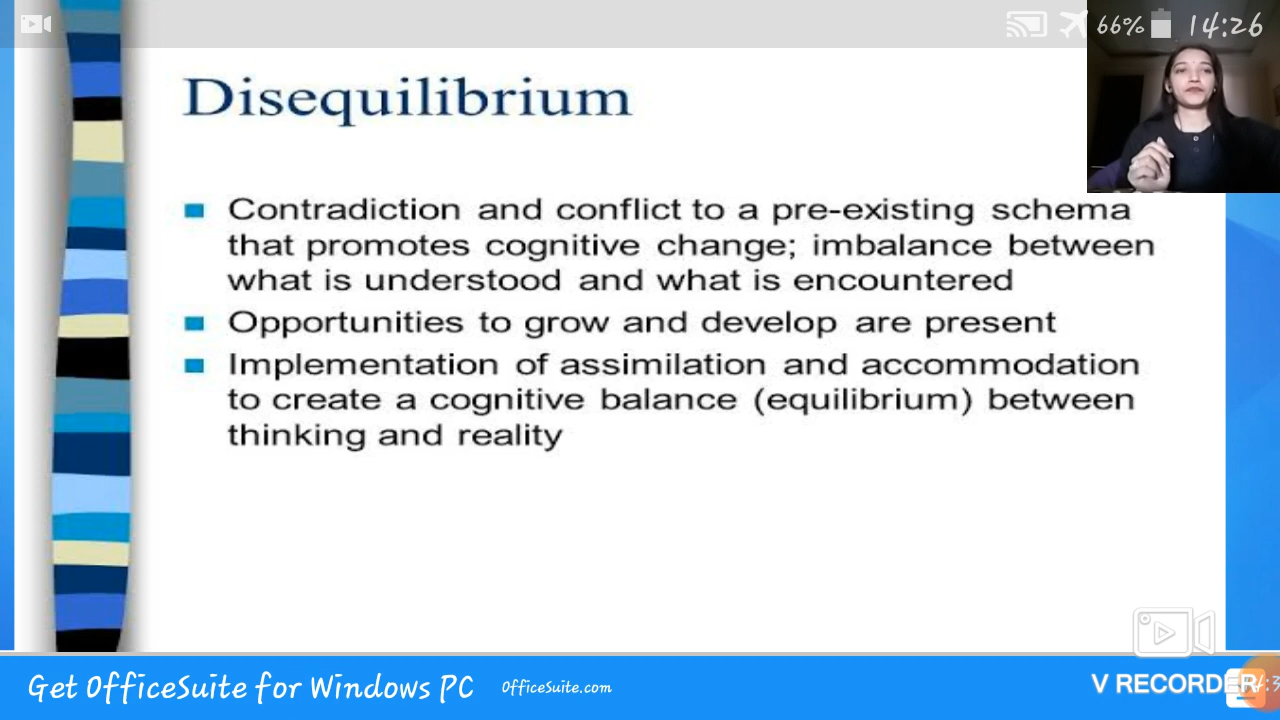 66% 14:26
Disequilibrium
Contradiction and conflict to a pre-existing schema
that promotes cognitive change; imbalance between
what is understood and what is encountered
Opportunities to grow and develop are present
Implementation of assimilation and accommodation
to create a cognitive balance (equilibrium) between
thinking and reality
Get OfficeSuite for Windows PC OfficeSuite.com
V RECORDER